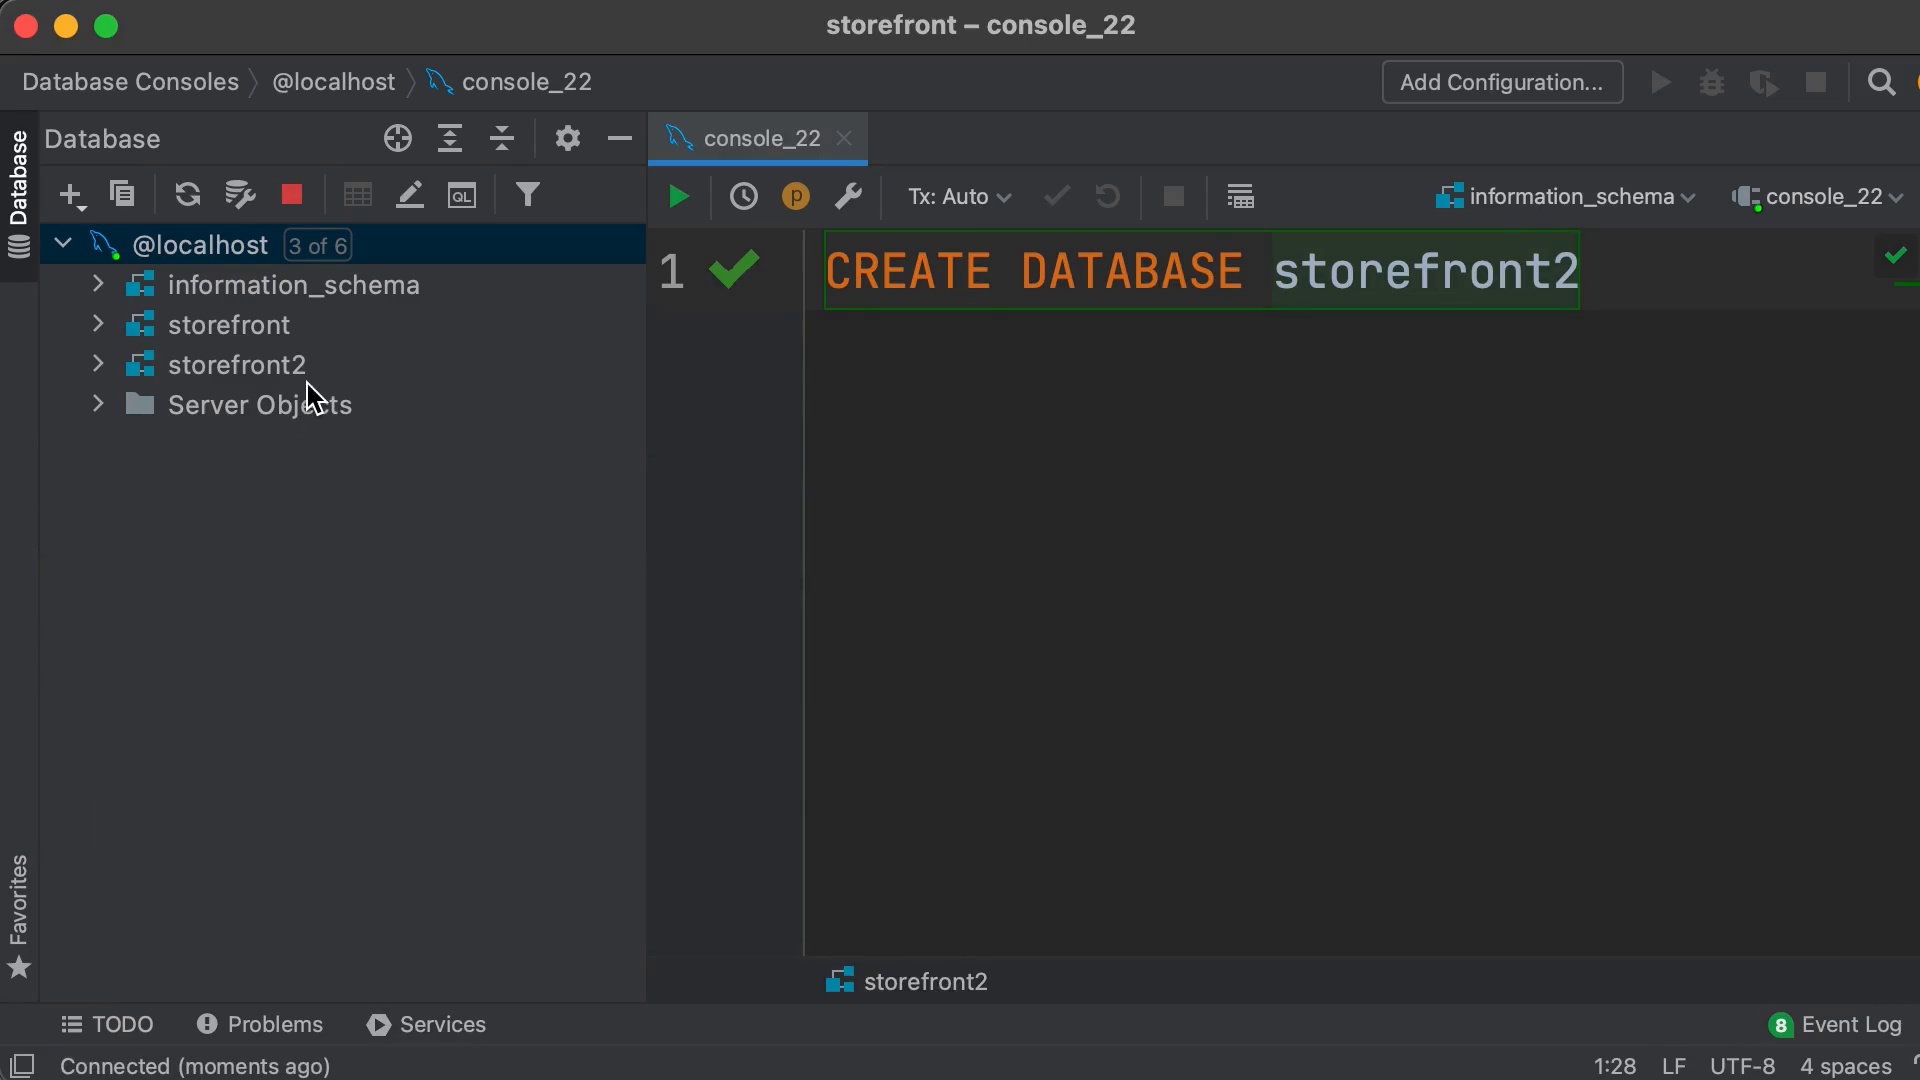 storefront – console_22
Database Consoles @localhost console_22
Add Configuration...
Database
Database
console_22
Tx: Auto
information_schema
console_22
@localhost 3 of 6
information_schema
storefront
storefront2
Server Objects
1 CREATE DATABASE storefront2
Favorites
storefront2
TODO
Problems
Services
8 Event Log
Connected (moments ago)
1:28 LF UTF-8 4 spaces